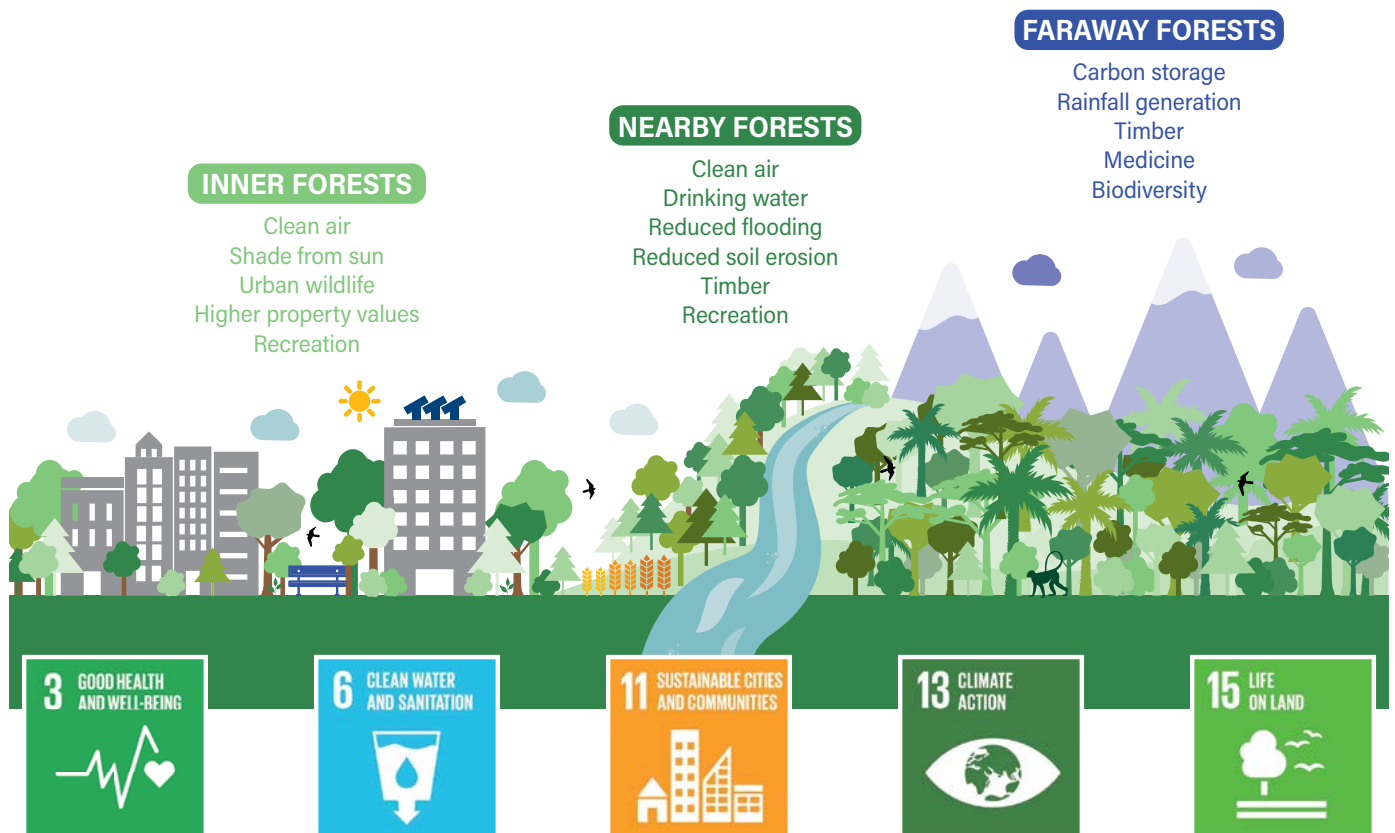 FARAWAY FORESTS
Carbon storage
Rainfall generation
Timber
Medicine
Biodiversity
NEARBY FORESTS
Clean air
Drinking water
Reduced flooding
Reduced soil erosion
Timber
Recreation
INNER FORESTS
Clean air
Shade from sun
Urban wildlife
Higher property values
Recreation
3 GOOD HEALTH
AND WELL-BEING
6 CLEAN WATER
AND SANITATION
11 SUSTAINABLE CITIES
AND COMMUNITIES
13 CLIMATE
ACTION
15 LIFE
ON LAND